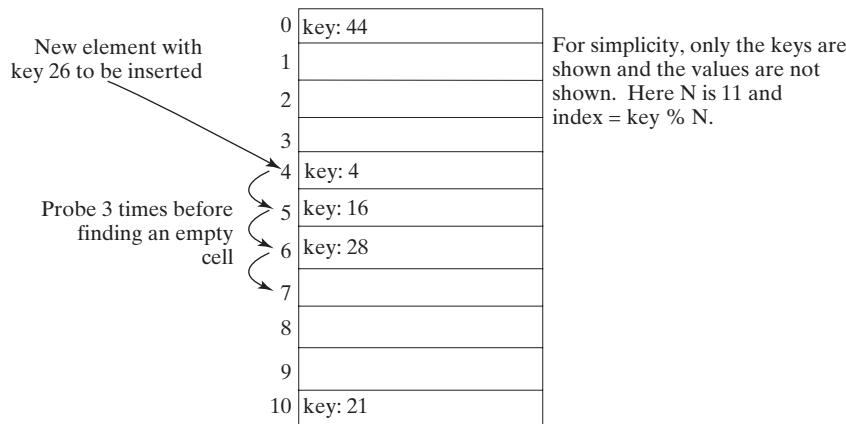 New element with
key 26 to be inserted
Probe 3 times before
finding an empty
cell
0 key: 44
1
2
3
4 key: 4
5 key: 16
6 key: 28
7
8
9
10 key: 21
For simplicity, only the keys are
shown and the values are not
shown. Here N is 11 and
index = key % N.